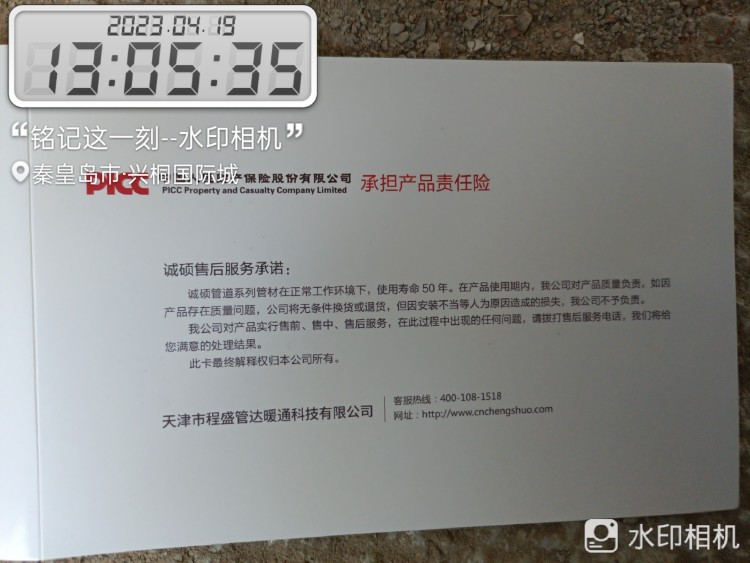 2023.04.19
13:05:35
“铭记这一刻--水印相机”
秦皇岛市·兴桐国际城
PICC 产保险股份有限公司 承担产品责任险
PICC Property and Casualty Company Limited
诚硕售后服务承诺：
诚硕管道系列管材在正常工作环境下，使用寿命50年。在产品使用期内，我公司对产品质量负责，如因
产品存在质量问题，公司将无条件换货或退货，但因安装不当等人为原因造成的损失，我公司不予负责。
我公司对产品实行售前、售中、售后服务，在此过程中出现的任何问题，请拨打售后服务电话，我们将给
您满意的处理结果。
此卡最终解释权归本公司所有。
天津市程盛管达暖通科技有限公司
客服热线：400-108-1518
网址：http://www.cnchengshuo.com
水印相机